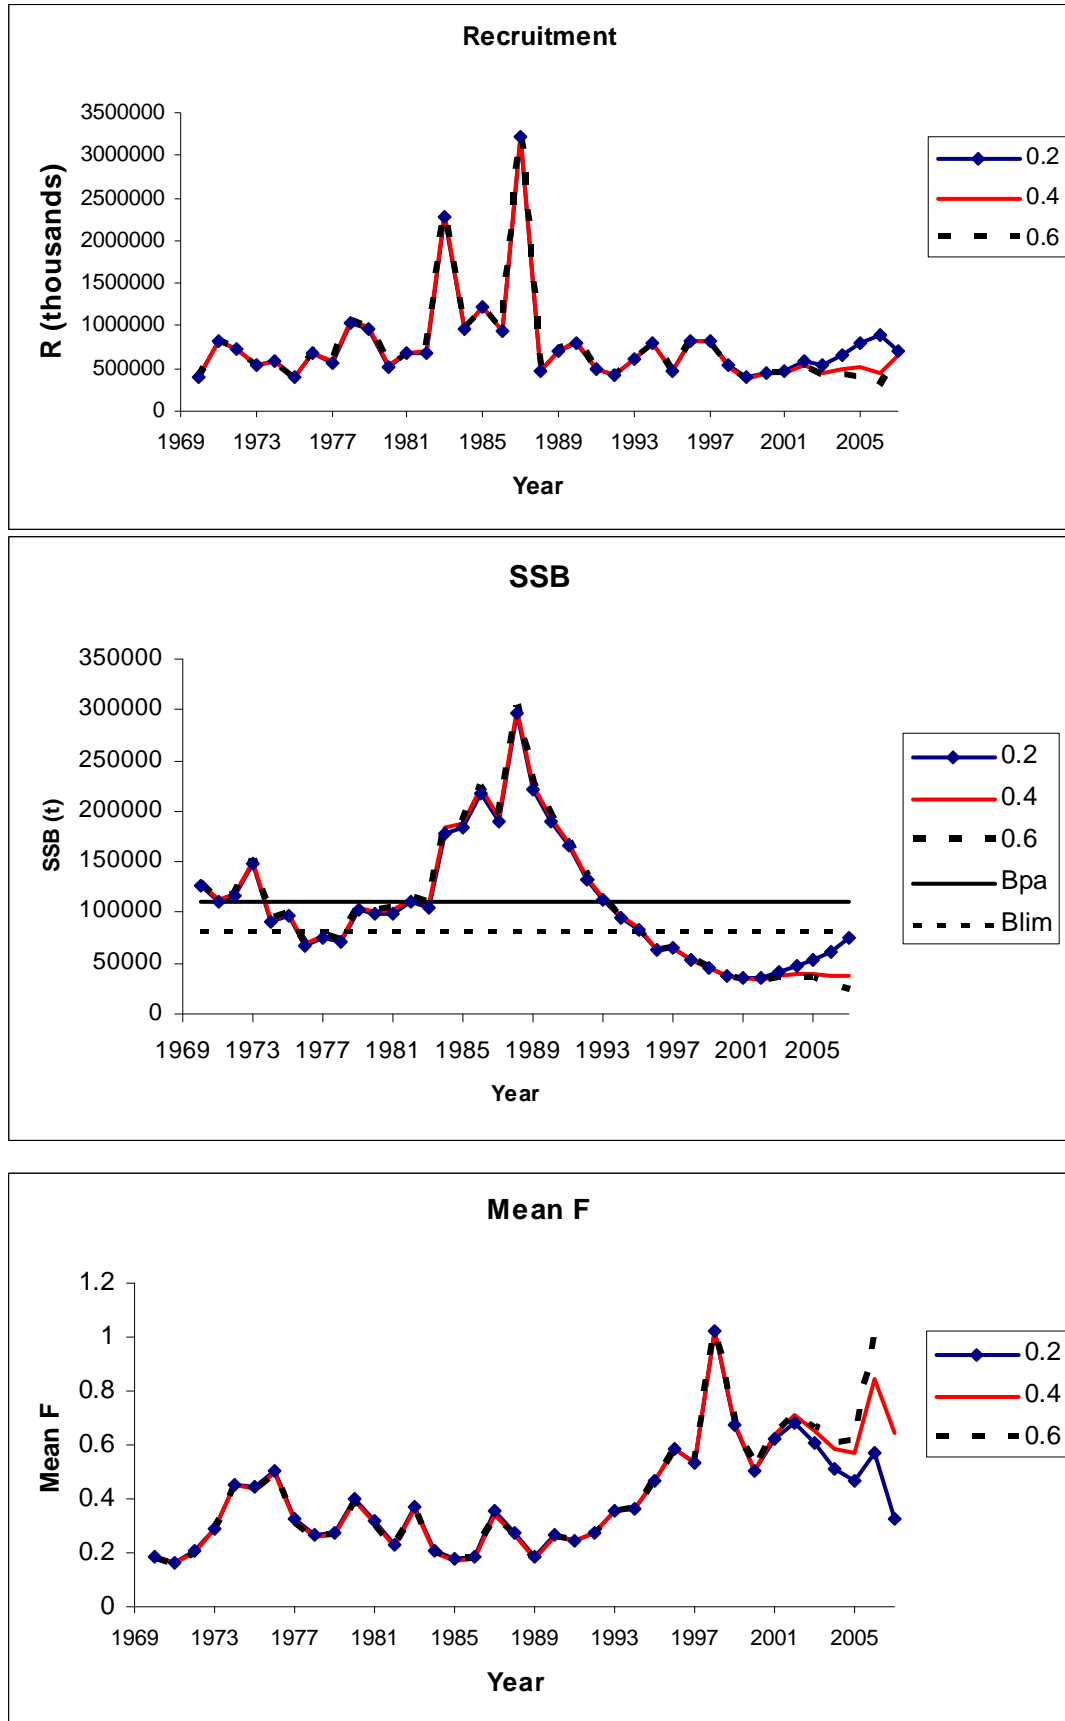 Recruitment
3500000
3000000
2500000
2000000
1500000
1000000
500000
0
R (thousands)
1969 1973 1977 1981 1985 1989 1993 1997 2001 2005
Year
0.2
0.4
0.6
SSB
350000
300000
250000
200000
150000
100000
50000
0
SSB (t)
1969 1973 1977 1981 1985 1989 1993 1997 2001 2005
Year
0.2
0.4
0.6
Bpa
Blim
Mean F
1.2
1
0.8
0.6
0.4
0.2
0
Mean F
1969 1973 1977 1981 1985 1989 1993 1997 2001 2005
Year
0.2
0.4
0.6